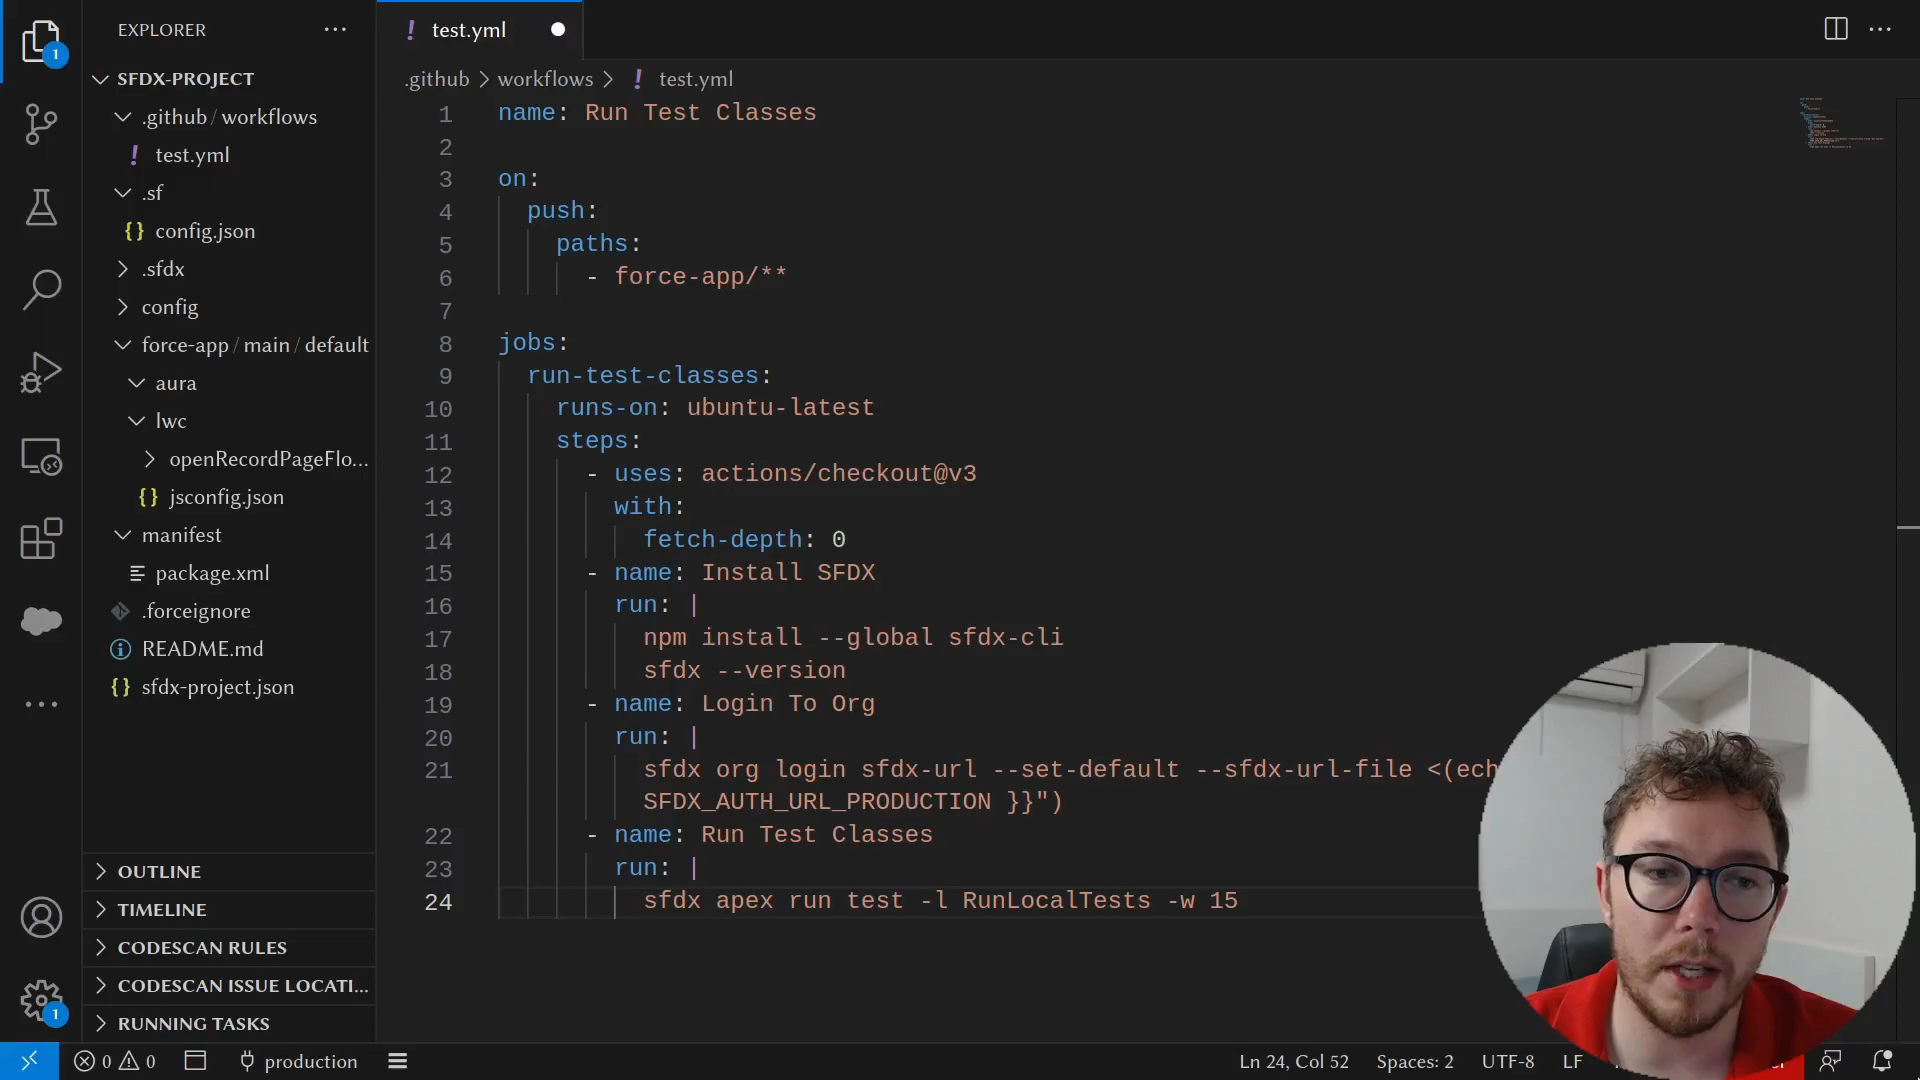 EXPLORER
SFDX-PROJECT
.github / workflows
test.yml
.sf
config.json
.sfdx
config
force-app / main / default
aura
lwc
openRecordPageFlo...
jsconfig.json
manifest
package.xml
.forceignore
README.md
sfdx-project.json
OUTLINE
TIMELINE
CODESCAN RULES
CODESCAN ISSUE LOCATI...
RUNNING TASKS
1
1
test.yml
.github > workflows > ! test.yml
1 name: Run Test Classes
2
3 on:
4 push:
5 paths:
6 - force-app/**
7
8 jobs:
9 run-test-classes:
10 runs-on: ubuntu-latest
11 steps:
12 - uses: actions/checkout@v3
13 with:
14 fetch-depth: 0
15 - name: Install SFDX
16 run: |
17 npm install --global sfdx-cli
18 sfdx --version
19 - name: Login To Org
20 run: |
21 sfdx org login sfdx-url --set-default --sfdx-url-file <(ech
SFDX_AUTH_URL_PRODUCTION }}")
22 - name: Run Test Classes
23 run: |
24 sfdx apex run test -l RunLocalTests -w 15
0 0 production Ln 24, Col 52 Spaces: 2 UTF-8 LF